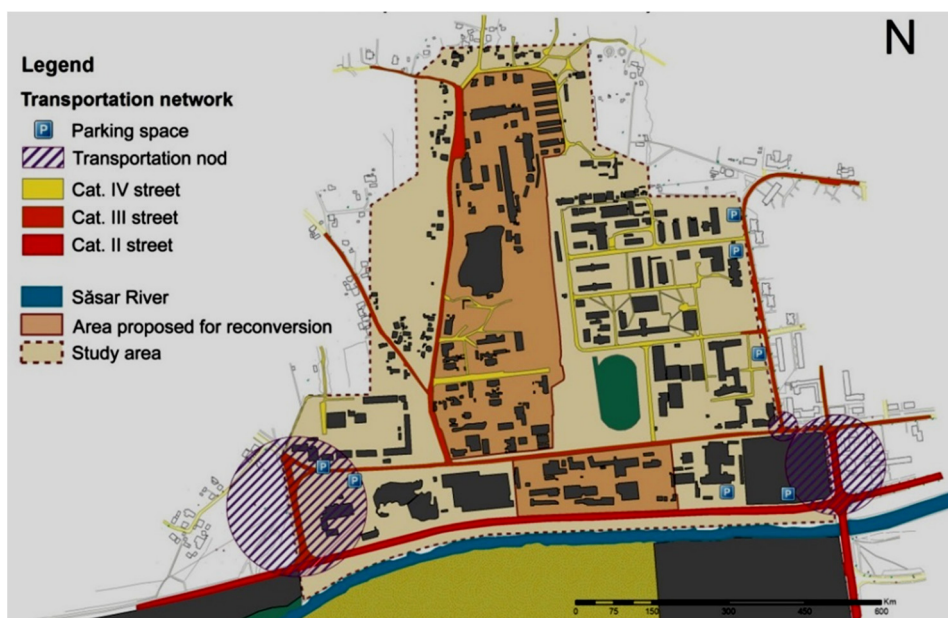 N
Legend
Transportation network
P Parking space
Transportation nod
Cat. IV street
Cat. III street
Cat. II street
Săsar River
Area proposed for reconversion
Study area
P
P
P
P
P
P
P
Km
0 75 150 300 450 600